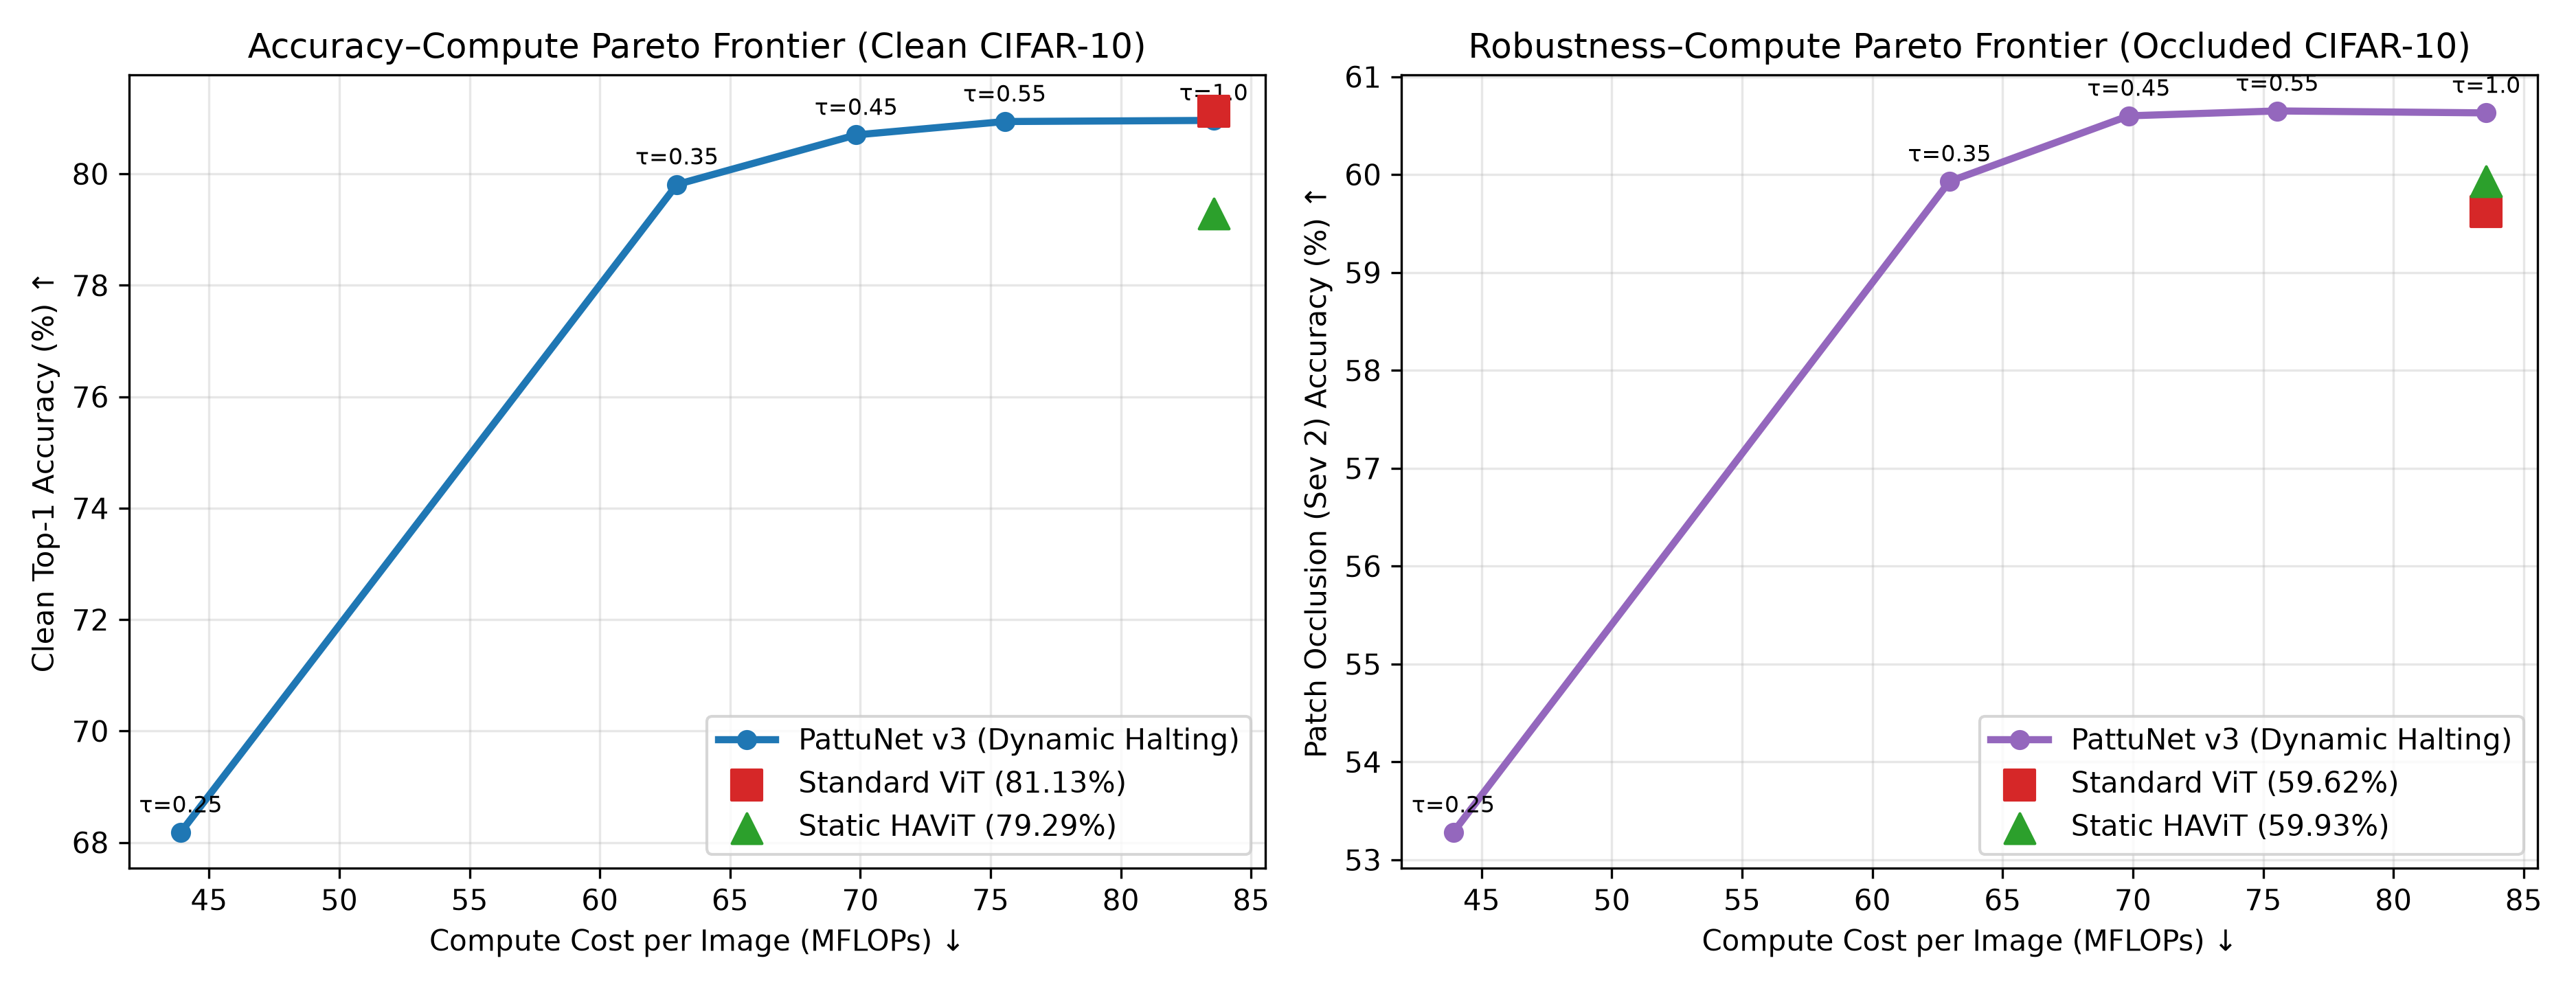 Accuracy–Compute Pareto Frontier (Clean CIFAR-10)
Clean Top-1 Accuracy (%) ↑
80
78
76
74
72
70
68
τ=0.25
τ=0.35
τ=0.45
τ=0.55
τ=1.0
PattuNet v3 (Dynamic Halting)
Standard ViT (81.13%)
Static HAViT (79.29%)
45 50 55 60 65 70 75 80 85
Compute Cost per Image (MFLOPs) ↓
Robustness–Compute Pareto Frontier (Occluded CIFAR-10)
Patch Occlusion (Sev 2) Accuracy (%) ↑
61
60
59
58
57
56
55
54
53
τ=0.25
τ=0.35
τ=0.45
τ=0.55
τ=1.0
PattuNet v3 (Dynamic Halting)
Standard ViT (59.62%)
Static HAViT (59.93%)
45 50 55 60 65 70 75 80 85
Compute Cost per Image (MFLOPs) ↓